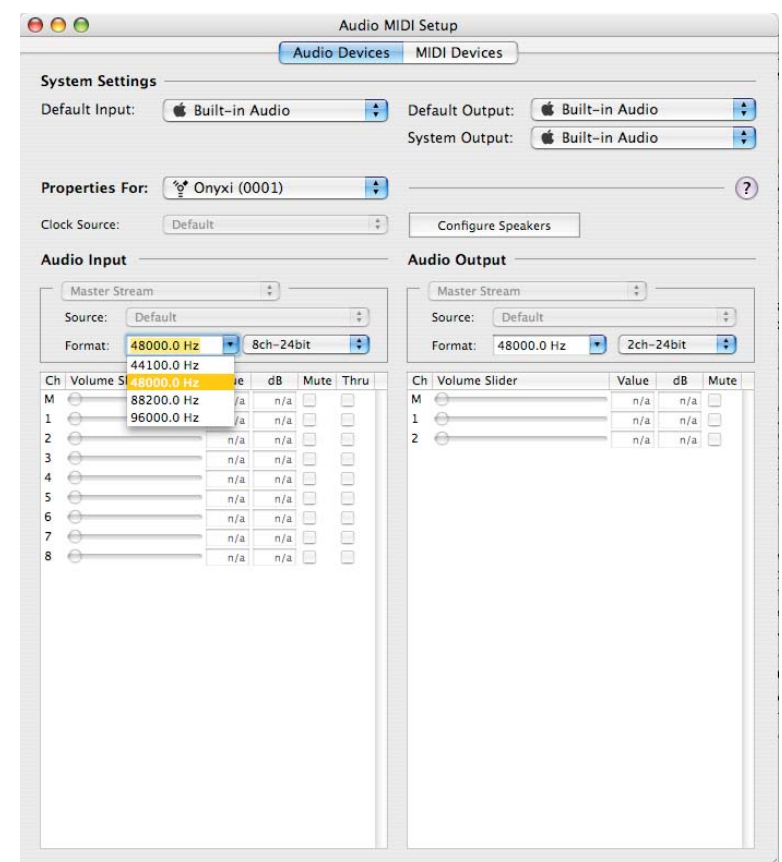 Audio MIDI Setup
Audio Devices MIDI Devices
System Settings
Default Input: Built-in Audio
Default Output: Built-in Audio
System Output: Built-in Audio
Properties For: Onyxi (0001)
?
Clock Source: Default
Configure Speakers
Audio Input
Master Stream
Source: Default
Format: 48000.0 Hz 8ch-24bit
44100.0 Hz
48000.0 Hz
88200.0 Hz
96000.0 Hz
Ch Volume Sl ue dB Mute Thru
M /a n/a
1 /a n/a
2 n/a n/a
3 n/a n/a
4 n/a n/a
5 n/a n/a
6 n/a n/a
7 n/a n/a
8 n/a n/a
Audio Output
Master Stream
Source: Default
Format: 48000.0 Hz 2ch-24bit
Ch Volume Slider Value dB Mute
M n/a n/a
1 n/a n/a
2 n/a n/a